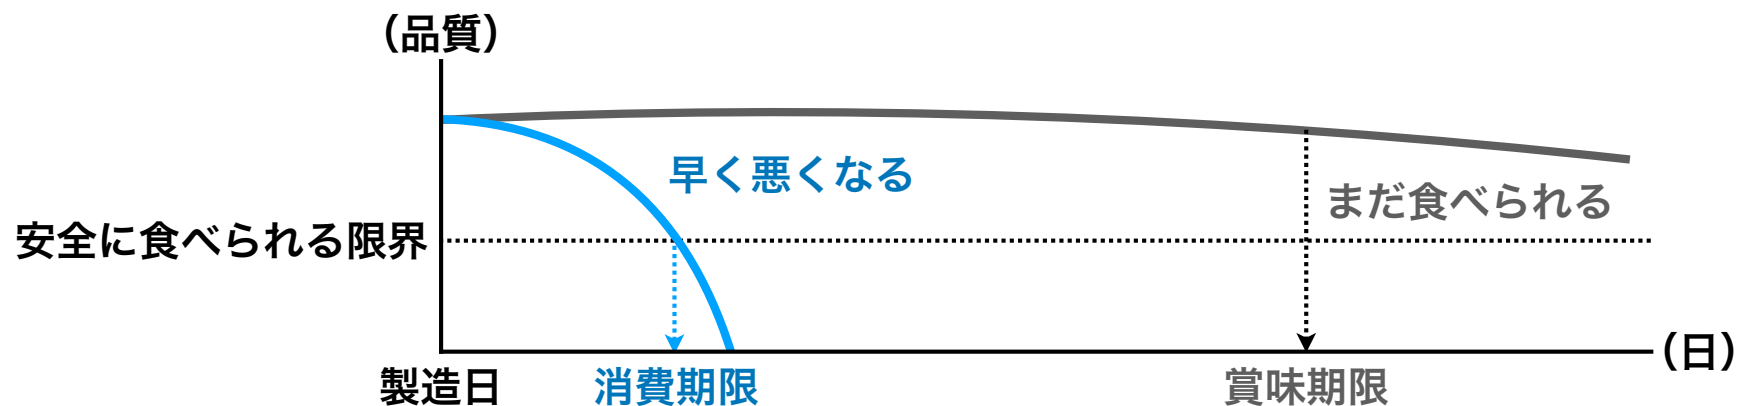 （品質）
早く悪くなる
まだ食べられる
安全に食べられる限界
（日）
製造日
消費期限
賞味期限